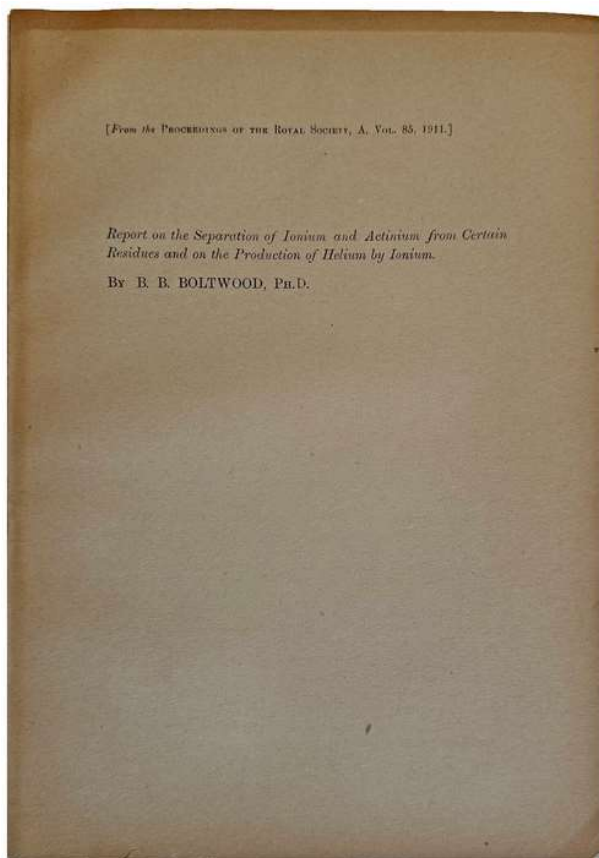 [From the PROCEEDINGS OF THE ROYAL SOCIETY, A, VOL. 85, 1911.]
Report on the Separation of Ionium and Actinium from Certain
Residues and on the Production of Helium by Ionium.
BY B. B. BOLTWOOD, PH.D.